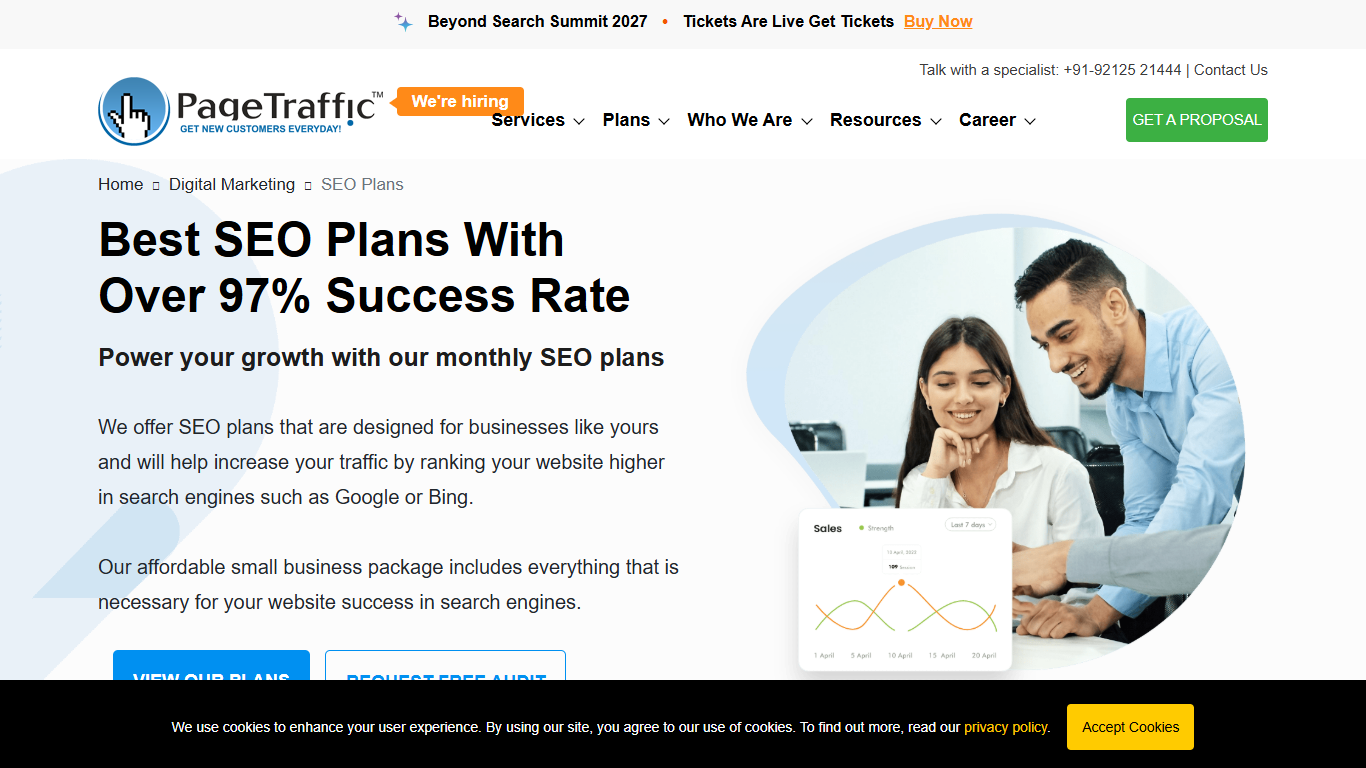 Beyond Search Summit 2027 • Tickets Are Live Get Tickets Buy Now
Talk with a specialist: +91-92125 21444 | Contact Us
PageTraffic™
GET NEW CUSTOMERS EVERYDAY!
We're hiring
Services Plans Who We Are Resources Career
GET A PROPOSAL
Home Digital Marketing SEO Plans
Best SEO Plans With
Over 97% Success Rate
Power your growth with our monthly SEO plans
We offer SEO plans that are designed for businesses like yours
and will help increase your traffic by ranking your website higher
in search engines such as Google or Bing.
Our affordable small business package includes everything that is
necessary for your website success in search engines.
VIEW OUR PLANS REQUEST FREE AUDIT
Sales Strength Last 7 days
10 April, 2023
109 Session
1 April 5 April 10 April 15 April 20 April
We use cookies to enhance your user experience. By using our site, you agree to our use of cookies. To find out more, read our privacy policy. Accept Cookies